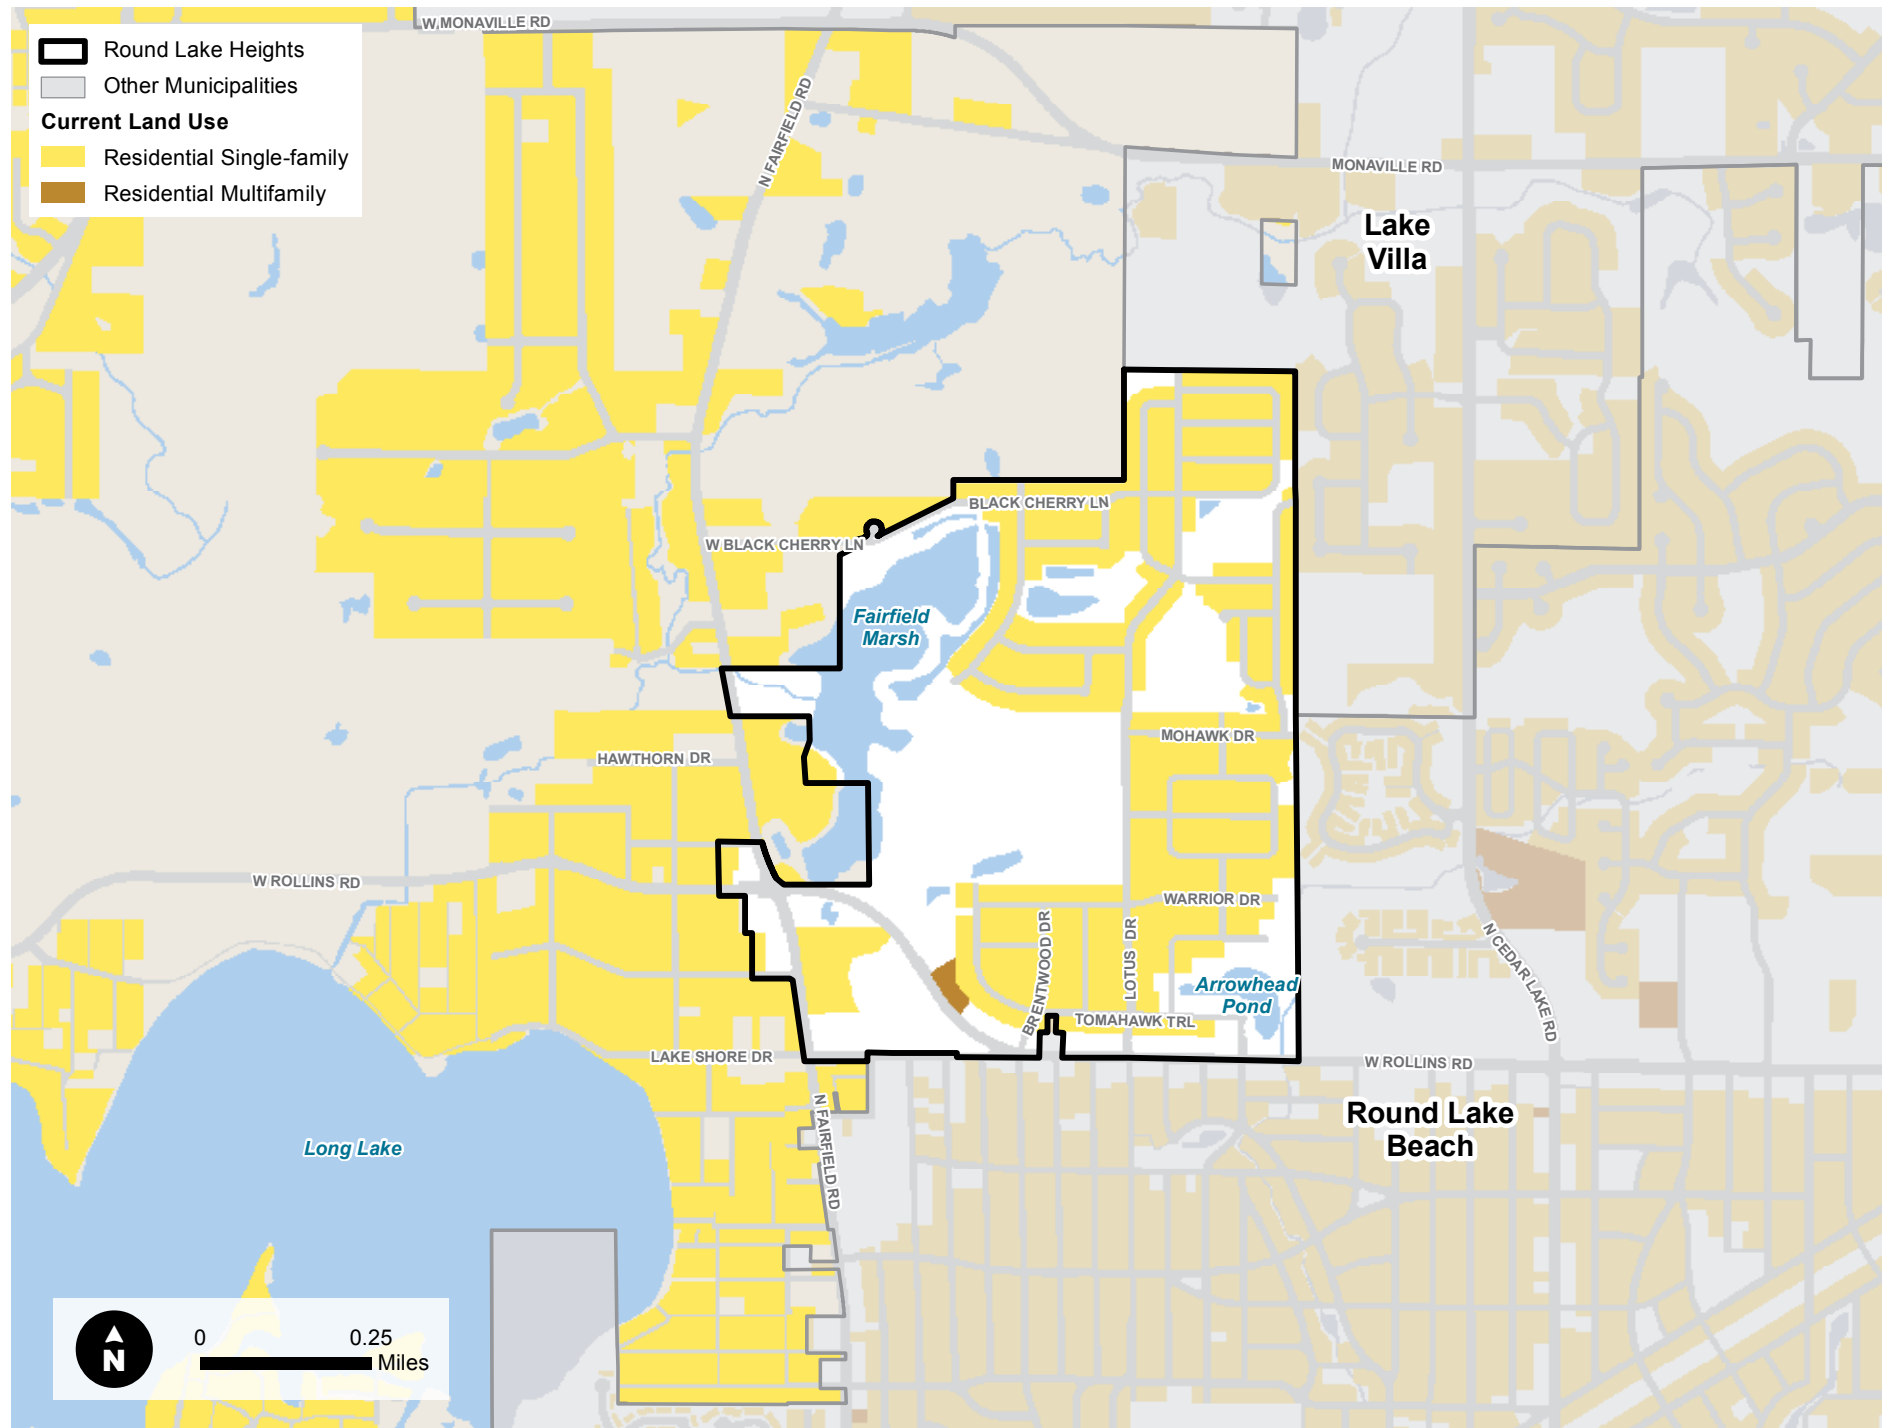 W MONAVILLE RD
Round Lake Heights
Other Municipalities
Current Land Use
Residential Single-family
Residential Multifamily
N FAIRFIELD RD
MONAVILLE RD
Lake
Villa
BLACK CHERRY LN
W BLACK CHERRY LN
Fairfield
Marsh
MOHAWK DR
HAWTHORN DR
W ROLLINS RD
WARRIOR DR
BRENTWOOD DR
LOTUS DR
N CEDAR LAKE RD
Arrowhead
Pond
TOMAHAWK TRL
LAKE SHORE DR
W ROLLINS RD
N FAIRFIELD RD
Round Lake
Beach
Long Lake
N
0 0.25
Miles